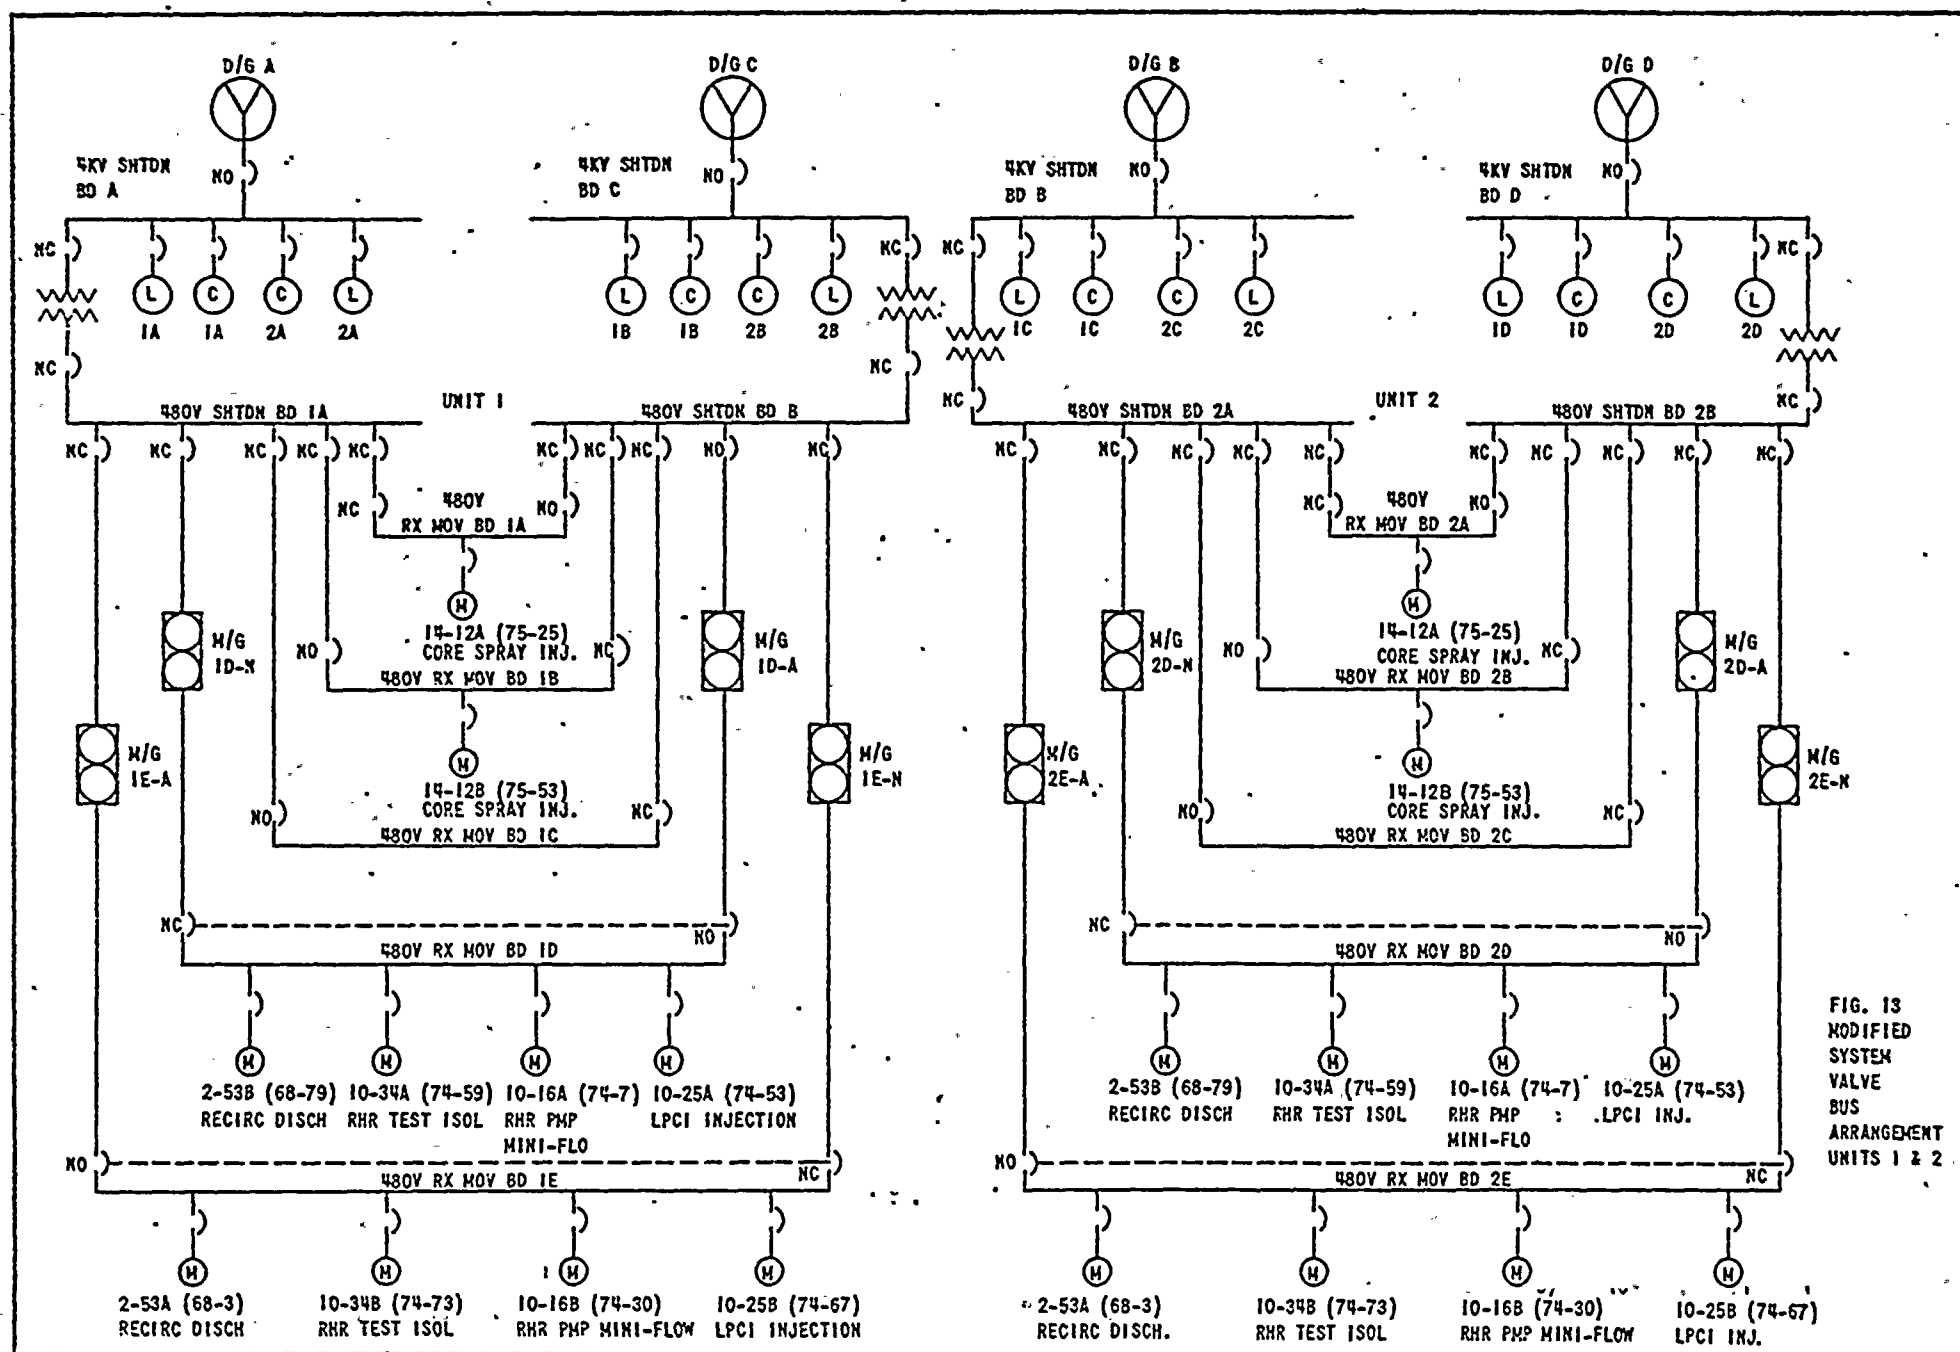 D/G A
D/G C
D/G B
D/G D
4KV SHTDN
BD A
NO
4KV SHTDN
BD C
NO
4KV SHTDN
BD B
NO
4KV SHTDN
BD D
NO
NC
NC
NC
NC
L
C
C
L
L
C
C
L
L
C
C
L
L
C
C
L
1A
1A
2A
2A
1B
1B
2B
2B
1C
1C
2C
2C
1D
1D
2D
2D
NC
NC
NC
NC
480V SHTDN BD 1A
UNIT 1
480V SHTDN BD B
480V SHTDN BD 2A
UNIT 2
480V SHTDN BD 2B
NC
NC
NC
NC
NC
NC
NC
NC
NO
NC
NC
NC
NC
NC
NC
NC
NC
NC
NC
NC
NC
480V
RX MOV BD 1A
NO
NC
480V
RX MOV BD 2A
NO
M
14-12A (75-25)
CORE SPRAY INJ.
M
14-12A (75-25)
CORE SPRAY INJ.
M/G
1D-N
NO
NC
M/G
1D-A
M/G
2D-N
NO
NC
M/G
2D-A
480V RX MOV BD 1B
480V RX MOV BD 2B
M/G
1E-A
M
14-12B (75-53)
CORE SPRAY INJ.
M/G
1E-N
M/G
2E-A
M
14-12B (75-53)
CORE SPRAY INJ.
M/G
2E-N
NO
NC
NO
NC
480V RX MOV BD 1C
480V RX MOV BD 2C
NC
NO
NC
NO
480V RX MOV BD 1D
480V RX MOV BD 2D
M
M
M
M
M
M
M
M
2-53B (68-79)
RECIRC DISCH
10-34A (74-59)
RHR TEST ISOL
10-16A (74-7)
RHR PMP
MINI-FLO
10-25A (74-53)
LPCI INJECTION
2-53B (68-79)
RECIRC DISCH
10-34A (74-59)
RHR TEST ISOL
10-16A (74-7)
RHR PMP
MINI-FLO
10-25A (74-53)
LPCI INJ.
FIG. 13
MODIFIED
SYSTEM
VALVE
BUS
ARRANGEMENT
UNITS 1 & 2
NO
NC
NO
NC
480V RX MOV BD 1E
480V RX MOV BD 2E
M
M
M
M
M
M
M
M
2-53A (68-3)
RECIRC DISCH
10-34B (74-73)
RHR TEST ISOL
10-16B (74-30)
RHR PMP MINI-FLOW
10-25B (74-67)
LPCI INJECTION
2-53A (68-3)
RECIRC DISCH.
10-34B (74-73)
RHR TEST ISOL
10-16B (74-30)
RHR PMP MINI-FLOW
10-25B (74-67)
LPCI INJ.